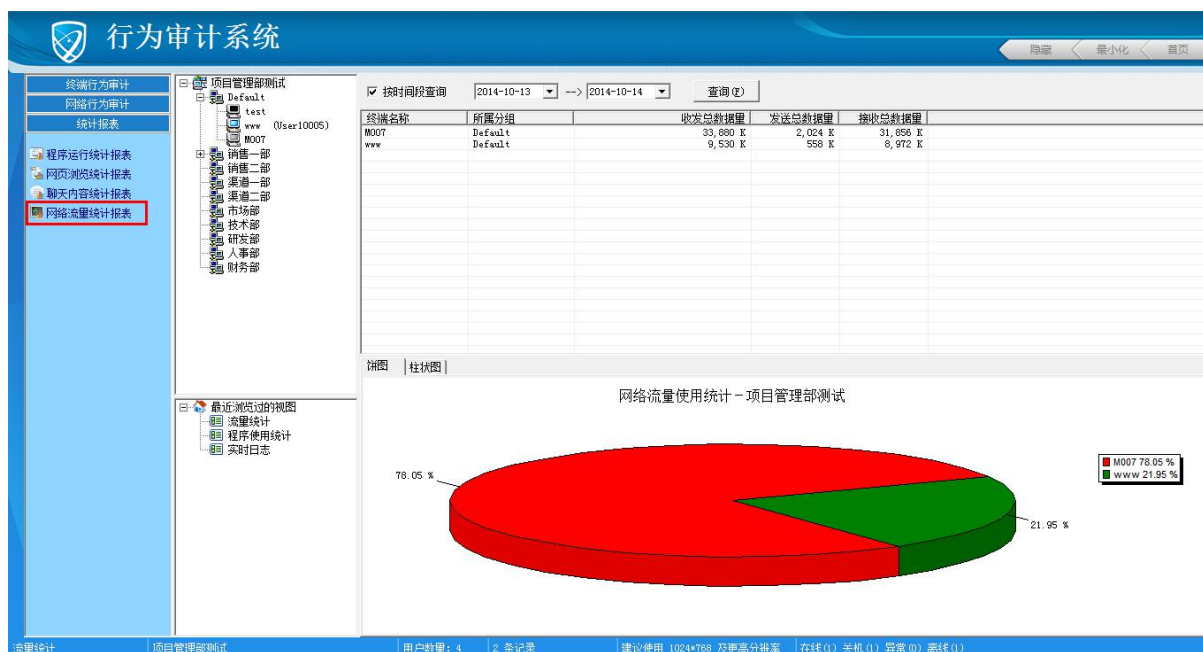 行为审计系统
隐藏
最小化
首页
终端行为审计
网络行为审计
统计报表
程序运行统计报表
网页浏览统计报表
聊天内容统计报表
网络流量统计报表
项目管理部测试
Default
test
www (User10005)
M007
销售一部
销售二部
渠道一部
渠道二部
市场部
技术部
研发部
人事部
财务部
最近浏览过的视图
流量统计
程序使用统计
实时日志
按时间段查询 2014-10-13 --> 2014-10-14 查询(F)
终端名称 所属分组 收发总数据量 发送总数据量 接收总数据量
M007 Default 33,880 K 2,024 K 31,856 K
www Default 9,530 K 558 K 8,972 K
饼图 柱状图
网络流量使用统计-项目管理部测试
78.05 %
21.95 %
M007 78.05 %
www 21.95 %
流量统计 项目管理部测试 用户数量: 4 2 条记录 建议使用 1024*768 及更高分辨率 在线(1) 关机(1) 异常(0) 离线(1)